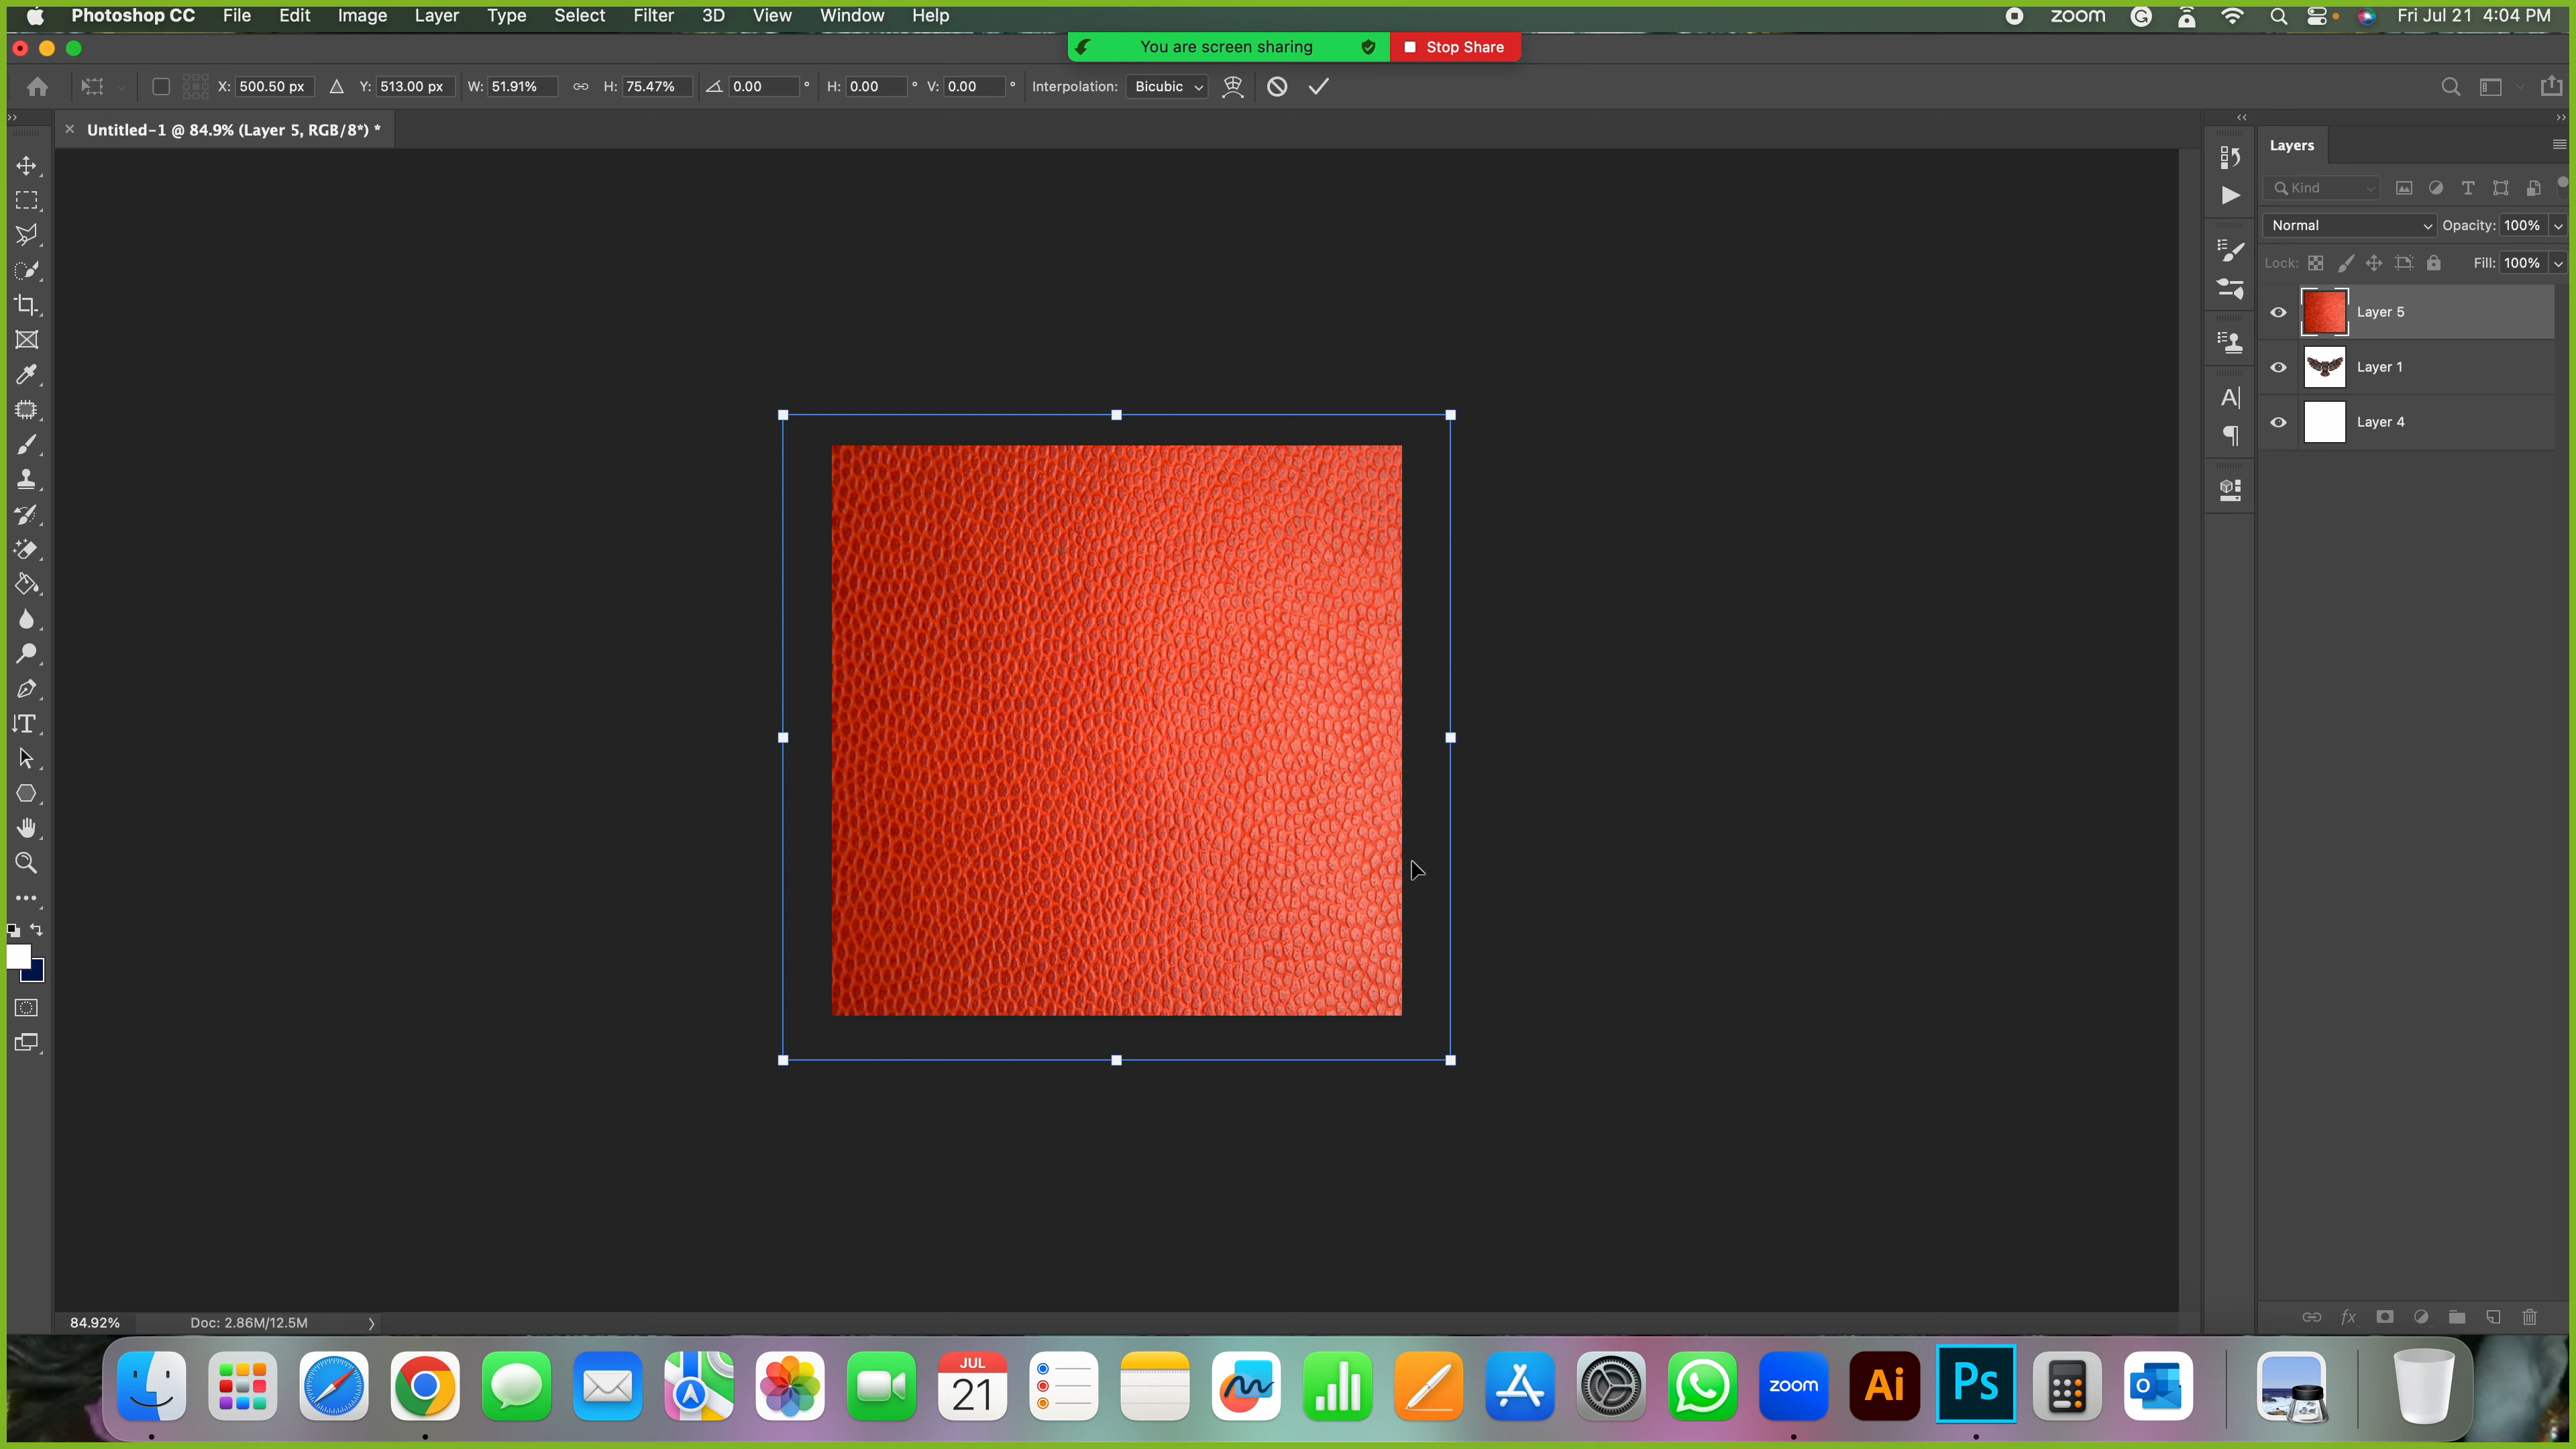 Photoshop CC File Edit Image Layer Type Select Filter 3D View Window Help zoom Fri Jul 21 4:04 PM
You are screen sharing Stop Share
X: 500.50 px Y: 513.00 px W: 51.91% H: 75.47% 0.00 ° H: 0.00 ° V: 0.00 ° Interpolation: Bicubic
Untitled-1 @ 84.9% (Layer 5, RGB/8*) *
Layers
Kind
Normal Opacity: 100%
Lock: Fill: 100%
Layer 5
Layer 1
Layer 4
84.92% Doc: 2.86M/12.5M
JUL
21
zoom
Ai
Ps